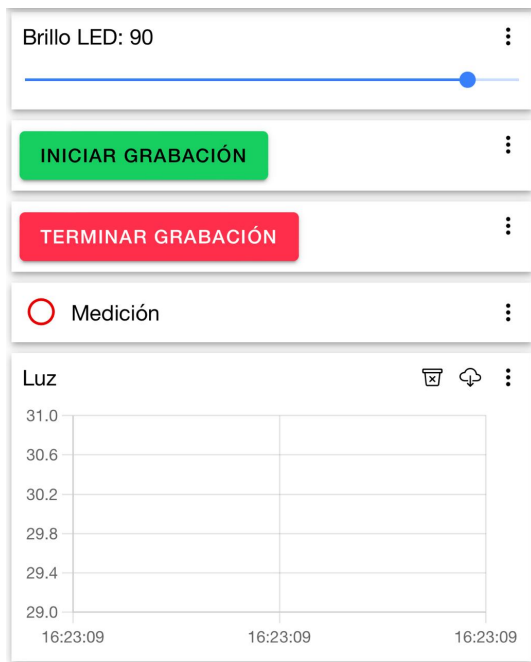 Brillo LED: 90
INICIAR GRABACIÓN
TERMINAR GRABACIÓN
Medición
Luz
31.0
30.6
30.2
29.8
29.4
29.0
16:23:09 16:23:09 16:23:09